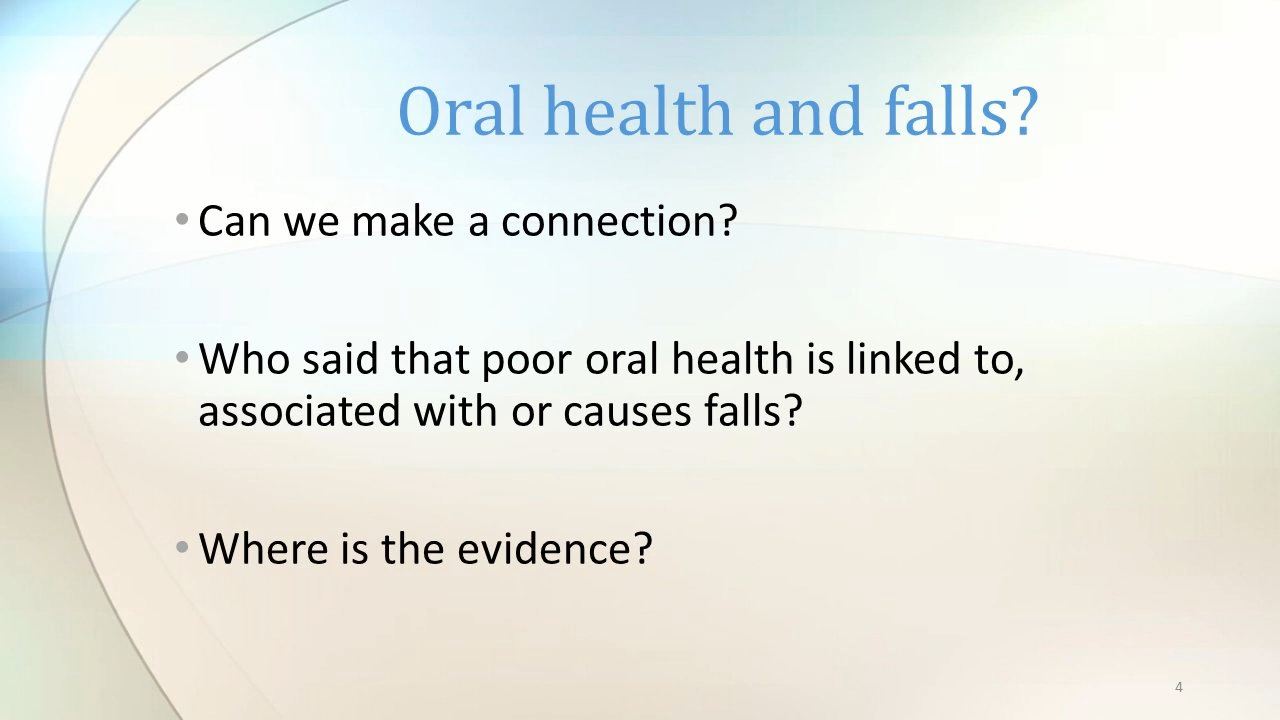 Oral health and falls?
• Can we make a connection?
• Who said that poor oral health is linked to,
associated with or causes falls?
• Where is the evidence?
4